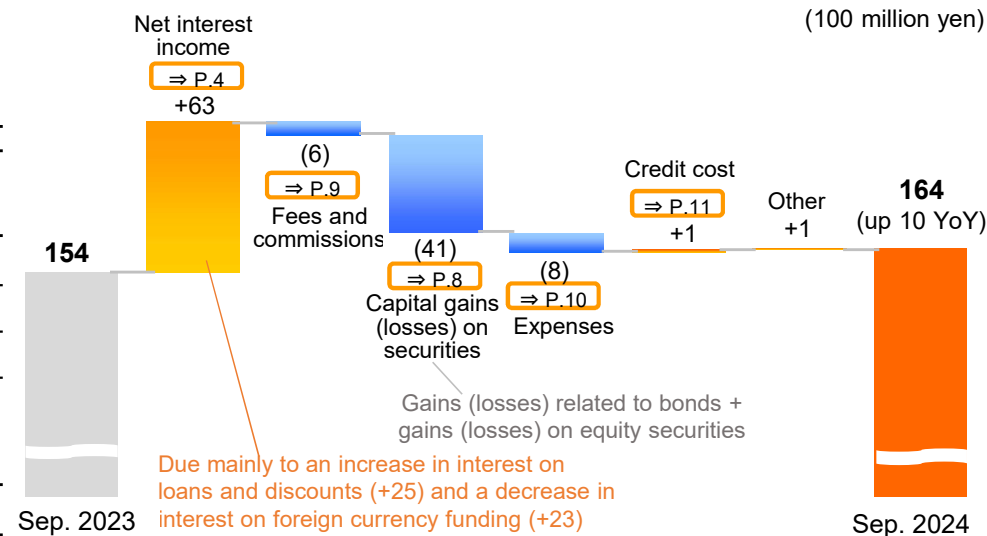 (100 million yen)
Net interest
income
⇒ P.4
+63
(6)
⇒ P.9
Fees and
commissions
(41)
⇒ P.8
Capital gains
(losses) on
securities
(8)
⇒ P.10
Expenses
Credit cost
⇒ P.11
+1
Other
+1
164
(up 10 YoY)
154
Gains (losses) related to bonds +
gains (losses) on equity securities
Due mainly to an increase in interest on
loans and discounts (+25) and a decrease in
interest on foreign currency funding (+23)
Sep. 2023
Sep. 2024